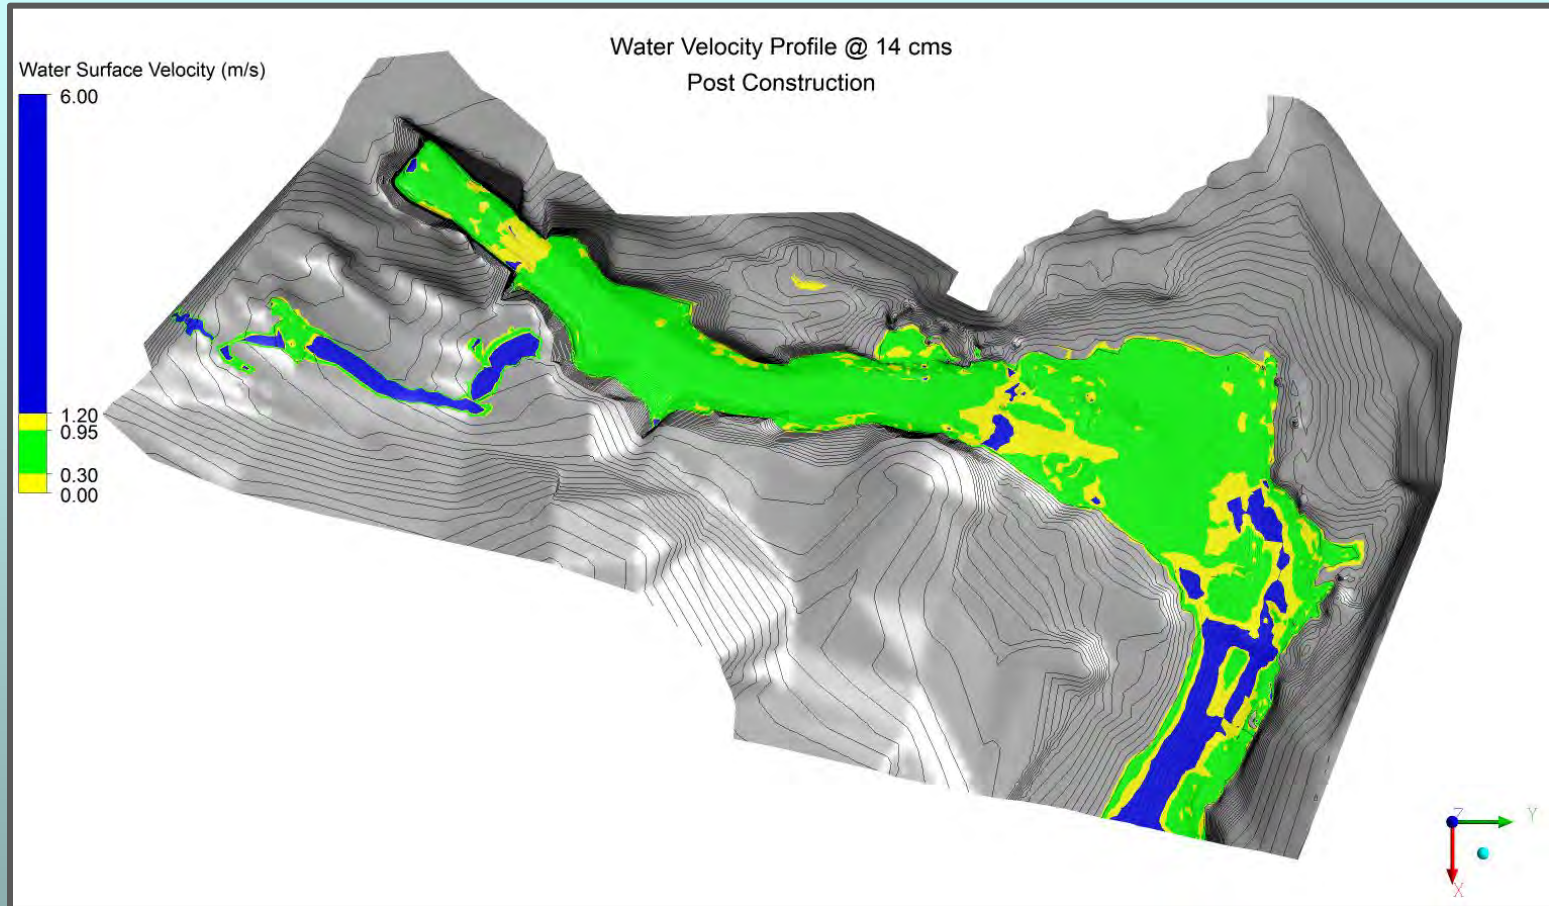 Water Velocity Profile @ 14 cms
Post Construction
Water Surface Velocity (m/s)
6.00
1.20
0.95
0.30
0.00
Z
Y
X